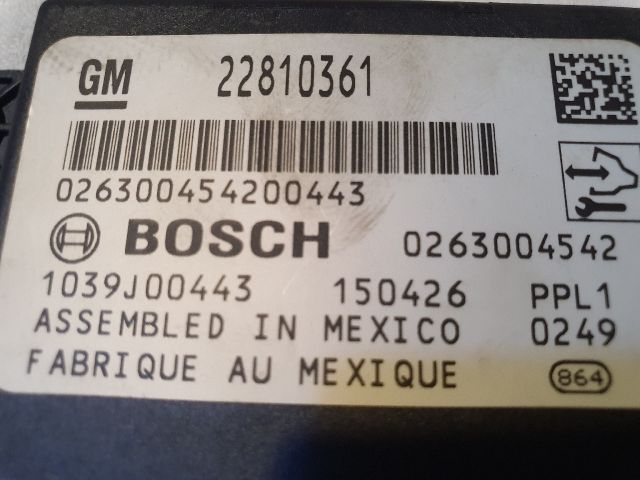 GM 22810361
026300454200443
BOSCH 0263004542
1039J00443 150426 PPL1
ASSEMBLED IN MEXICO 0249
FABRIQUE AU MEXIQUE 864